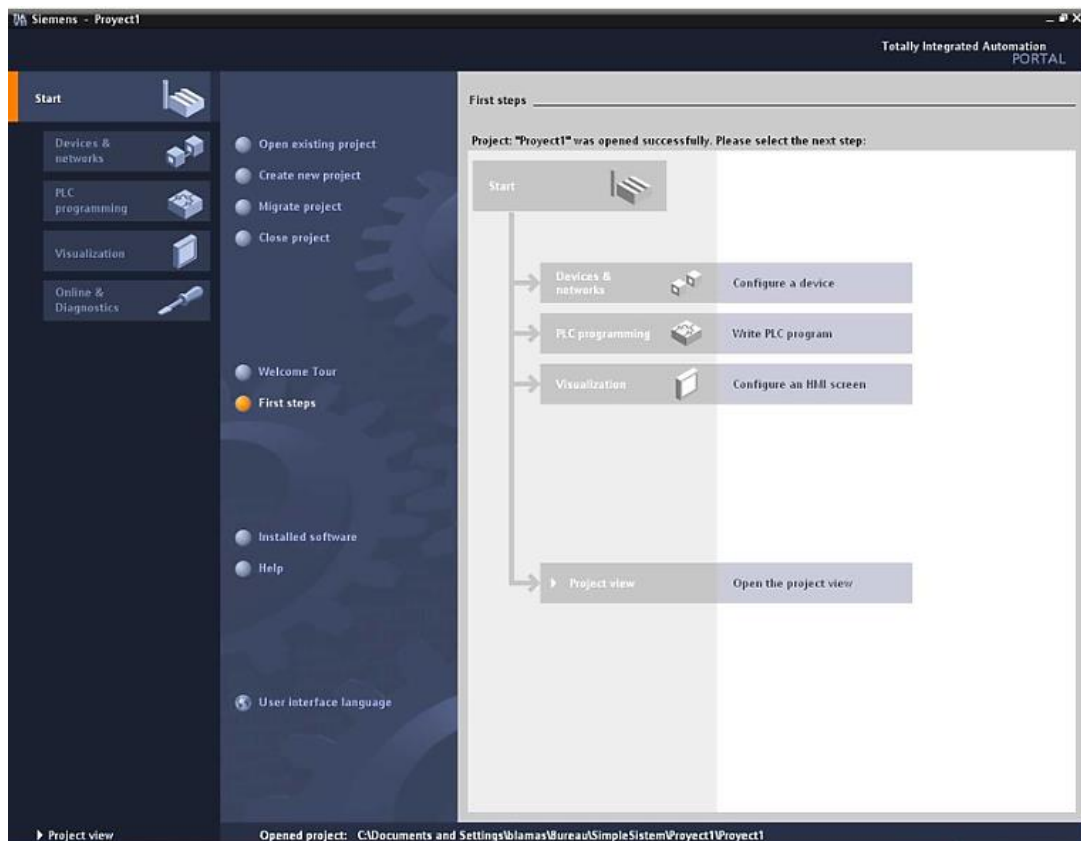 Siemens - Proyect1
Totally Integrated Automation
PORTAL
Start
Devices &
networks
PLC
programming
Visualization
Online &
Diagnostics
Open existing project
Create new project
Migrate project
Close project
Welcome Tour
First steps
Installed software
Help
User interface language
First steps
Project: "Proyect1" was opened successfully. Please select the next step:
Start
Devices &
networks
Configure a device
PLC programming
Write PLC program
Visualization
Configure an HMI screen
Project view
Open the project view
Project view
Opened project: C:\Documents and Settings\blamas\Bureau\SimpleSistem\Proyect1\Proyect1